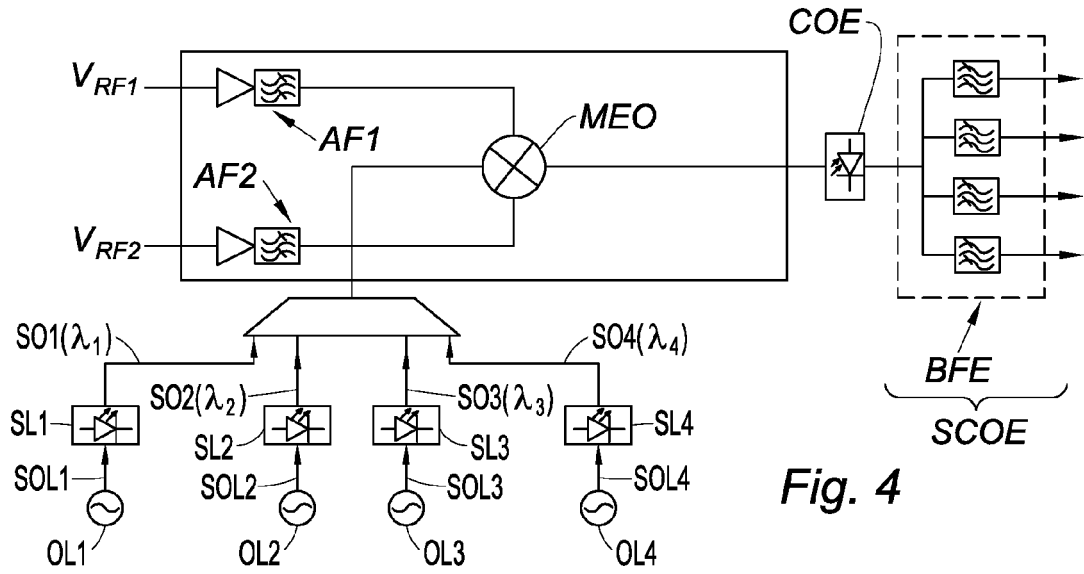 COE
V_RF1
AF1
MEO
AF2
V_RF2
SO1(λ₁)
SO4(λ₄)
SO2(λ₂)
SO3(λ₃)
BFE
SCOE
SL1
SL2
SL3
SL4
SOL1
SOL2
SOL3
SOL4
Fig. 4
OL1
OL2
OL3
OL4